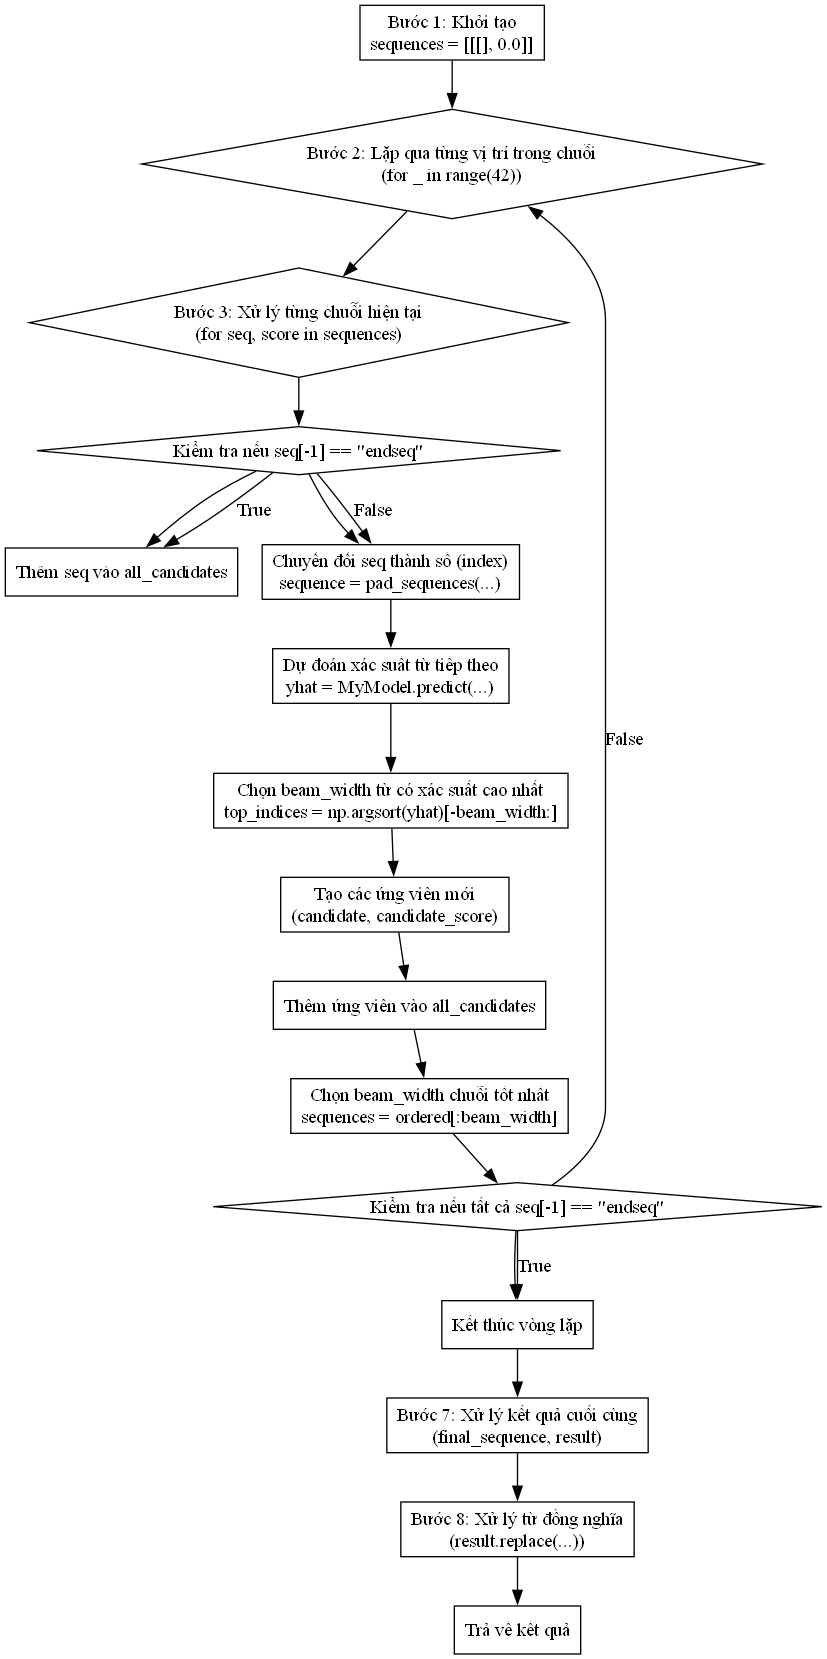 Bước 1: Khởi tạo
sequences = [[[], 0.0]]
Bước 2: Lặp qua từng vị trí trong chuỗi
(for _ in range(42))
Bước 3: Xử lý từng chuỗi hiện tại
(for seq, score in sequences)
Kiểm tra nếu seq[-1] == "endseq"
True
False
Thêm seq vào all_candidates
Chuyển đổi seq thành số (index)
sequence = pad_sequences(...)
Dự đoán xác suất từ tiếp theo
yhat = MyModel.predict(...)
False
Chọn beam_width từ có xác suất cao nhất
top_indices = np.argsort(yhat)[-beam_width:]
Tạo các ứng viên mới
(candidate, candidate_score)
Thêm ứng viên vào all_candidates
Chọn beam_width chuỗi tốt nhất
sequences = ordered[:beam_width]
Kiểm tra nếu tất cả seq[-1] == "endseq"
True
Kết thúc vòng lặp
Bước 7: Xử lý kết quả cuối cùng
(final_sequence, result)
Bước 8: Xử lý từ đồng nghĩa
(result.replace(...))
Trả về kết quả